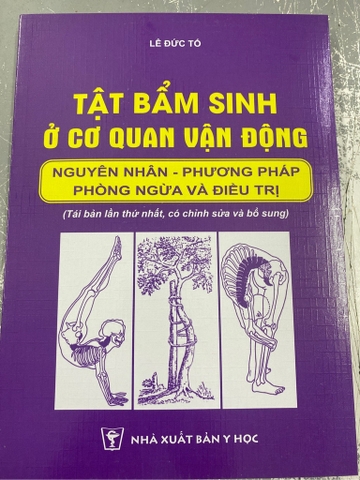 LÊ ĐỨC TỐ
TẬT BẨM SINH
Ở CƠ QUAN VẬN ĐỘNG
NGUYÊN NHÂN - PHƯƠNG PHÁP
PHÒNG NGỪA VÀ ĐIỀU TRỊ
(Tái bản lần thứ nhất, có chỉnh sửa và bổ sung)
NHÀ XUẤT BẢN Y HỌC